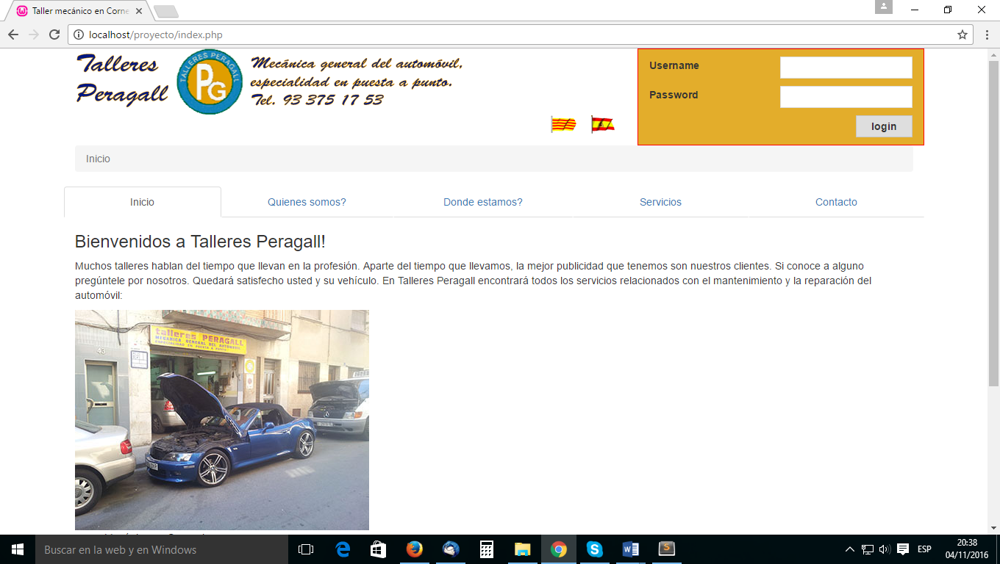 Taller mecánico en Corne
localhost/proyecto/index.php
Talleres
Peragall
TALLERES PERAGALL
PG
Mecánica general del automóvil,
especialidad en puesta a punto.
Tel. 93 375 17 53
Username
Password
login
Inicio
Inicio Quienes somos? Donde estamos? Servicios Contacto
Bienvenidos a Talleres Peragall!
Muchos talleres hablan del tiempo que llevan en la profesión. Aparte del tiempo que llevamos, la mejor publicidad que tenemos son nuestros clientes. Si conoce a alguno
pregúntele por nosotros. Quedará satisfecho usted y su vehículo. En Talleres Peragall encontrará todos los servicios relacionados con el mantenimiento y la reparación del
automóvil:
43
talleres PERAGALL
MECANICA GENERAL DEL AUTOMOVIL
ESPECIALIDAD EN PUESTA A PUNTO
Buscar en la web y en Windows
ESP
20:38
04/11/2016